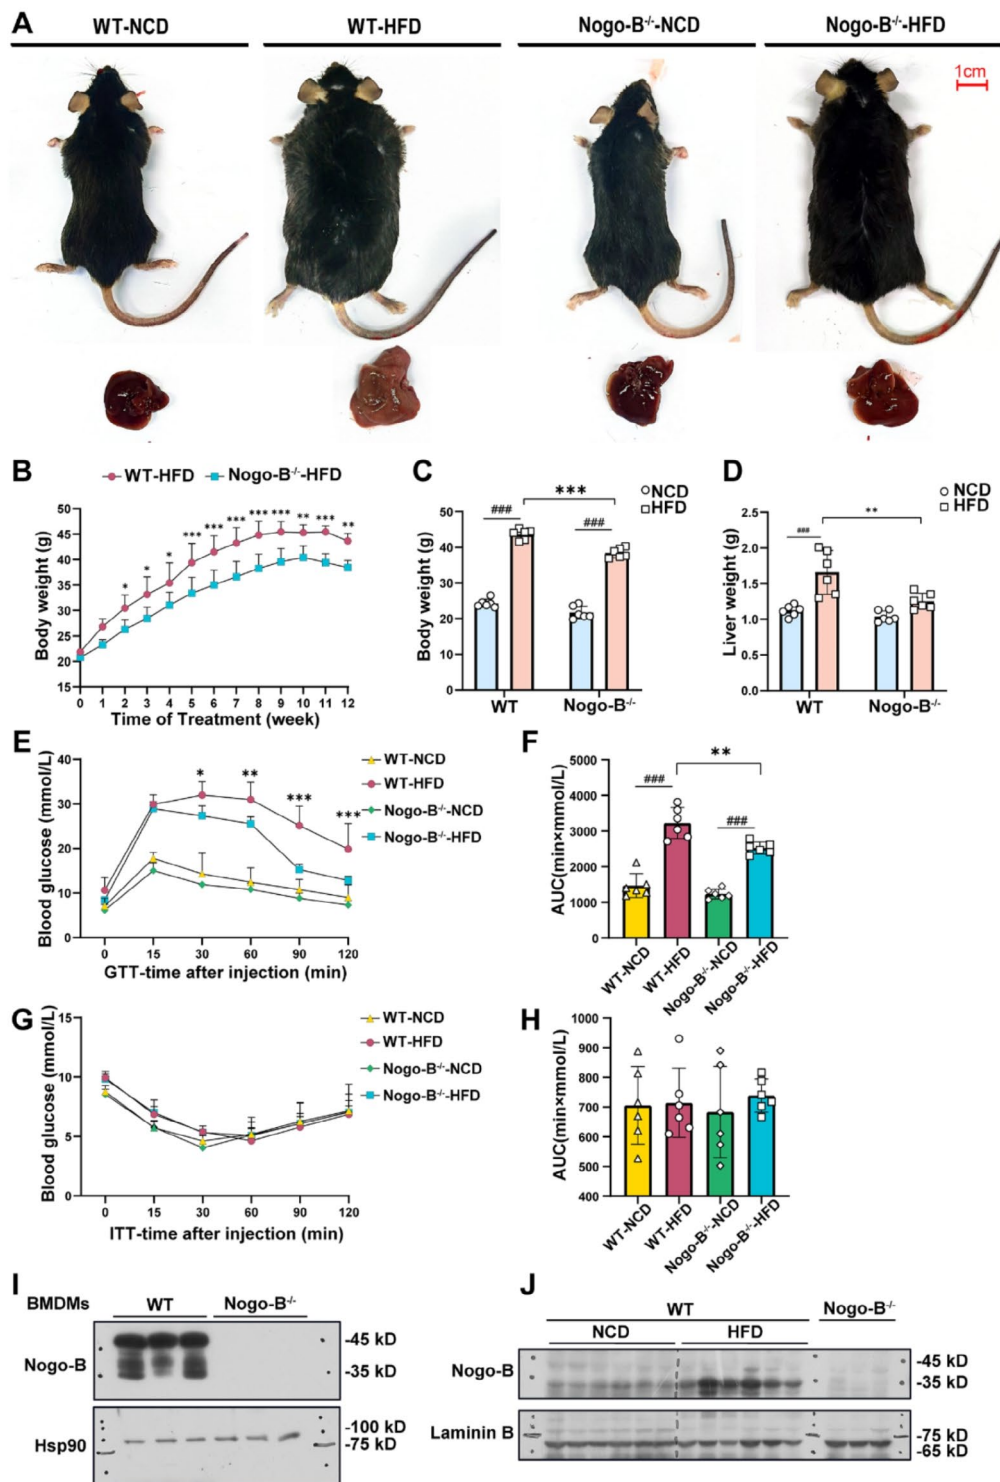 A
WT-NCD
WT-HFD
Nogo-B-/--NCD
Nogo-B-/--HFD
1cm
B
WT-HFD
Nogo-B-/--HFD
Body weight (g)
50
45
40
35
30
25
20
15
* * * *** *** *** *** *** ** *** **
0 1 2 3 4 5 6 7 8 9 10 11 12
Time of Treatment (week)
C
NCD
HFD
***
###
###
Body weight (g)
50
40
30
20
10
0
WT
Nogo-B-/-
D
NCD
HFD
**
###
Liver weight (g)
2.5
2.0
1.5
1.0
0.5
0.0
WT
Nogo-B-/-
E
WT-NCD
WT-HFD
Nogo-B-/--NCD
Nogo-B-/--HFD
Blood glucose (mmol/L)
40
30
20
10
0
* ** *** ***
0 15 30 60 90 120
GTT-time after injection (min)
F
**
###
###
AUC(min×mmol/L)
5000
4000
3000
2000
1000
0
WT-NCD
WT-HFD
Nogo-B-/--NCD
Nogo-B-/--HFD
G
WT-NCD
WT-HFD
Nogo-B-/--NCD
Nogo-B-/--HFD
Blood glucose (mmol/L)
15
10
5
0
0 15 30 60 90 120
ITT-time after injection (min)
H
AUC(min×mmol/L)
1000
900
800
700
600
500
400
WT-NCD
WT-HFD
Nogo-B-/--NCD
Nogo-B-/--HFD
I
BMDMs
WT
Nogo-B-/-
Nogo-B
-45 kD
-35 kD
Hsp90
-100 kD
-75 kD
J
WT
Nogo-B-/-
NCD
HFD
Nogo-B
-45 kD
-35 kD
Laminin B
-75 kD
-65 kD